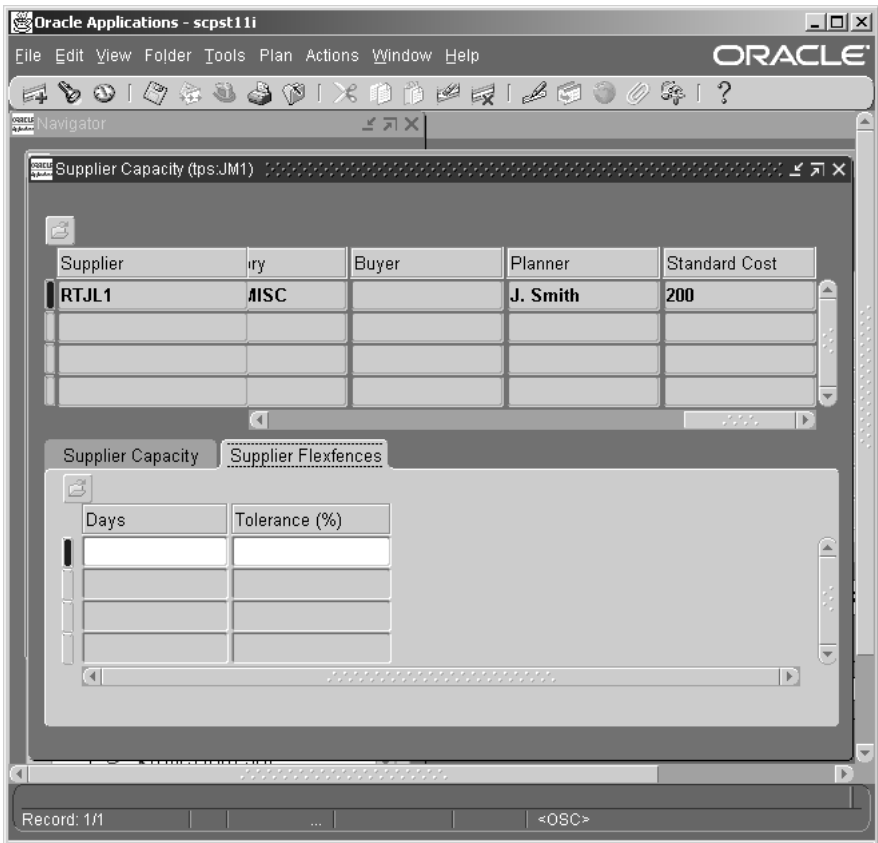 Oracle Applications - scpst11i
File Edit View Folder Tools Plan Actions Window Help
ORACLE
Navigator
Supplier Capacity (tps:JM1)
Supplier ry Buyer Planner Standard Cost
RTJL1 MISC J. Smith 200
Supplier Capacity Supplier Flexfences
Days Tolerance (%)
Record: 1/1 ... <OSC>